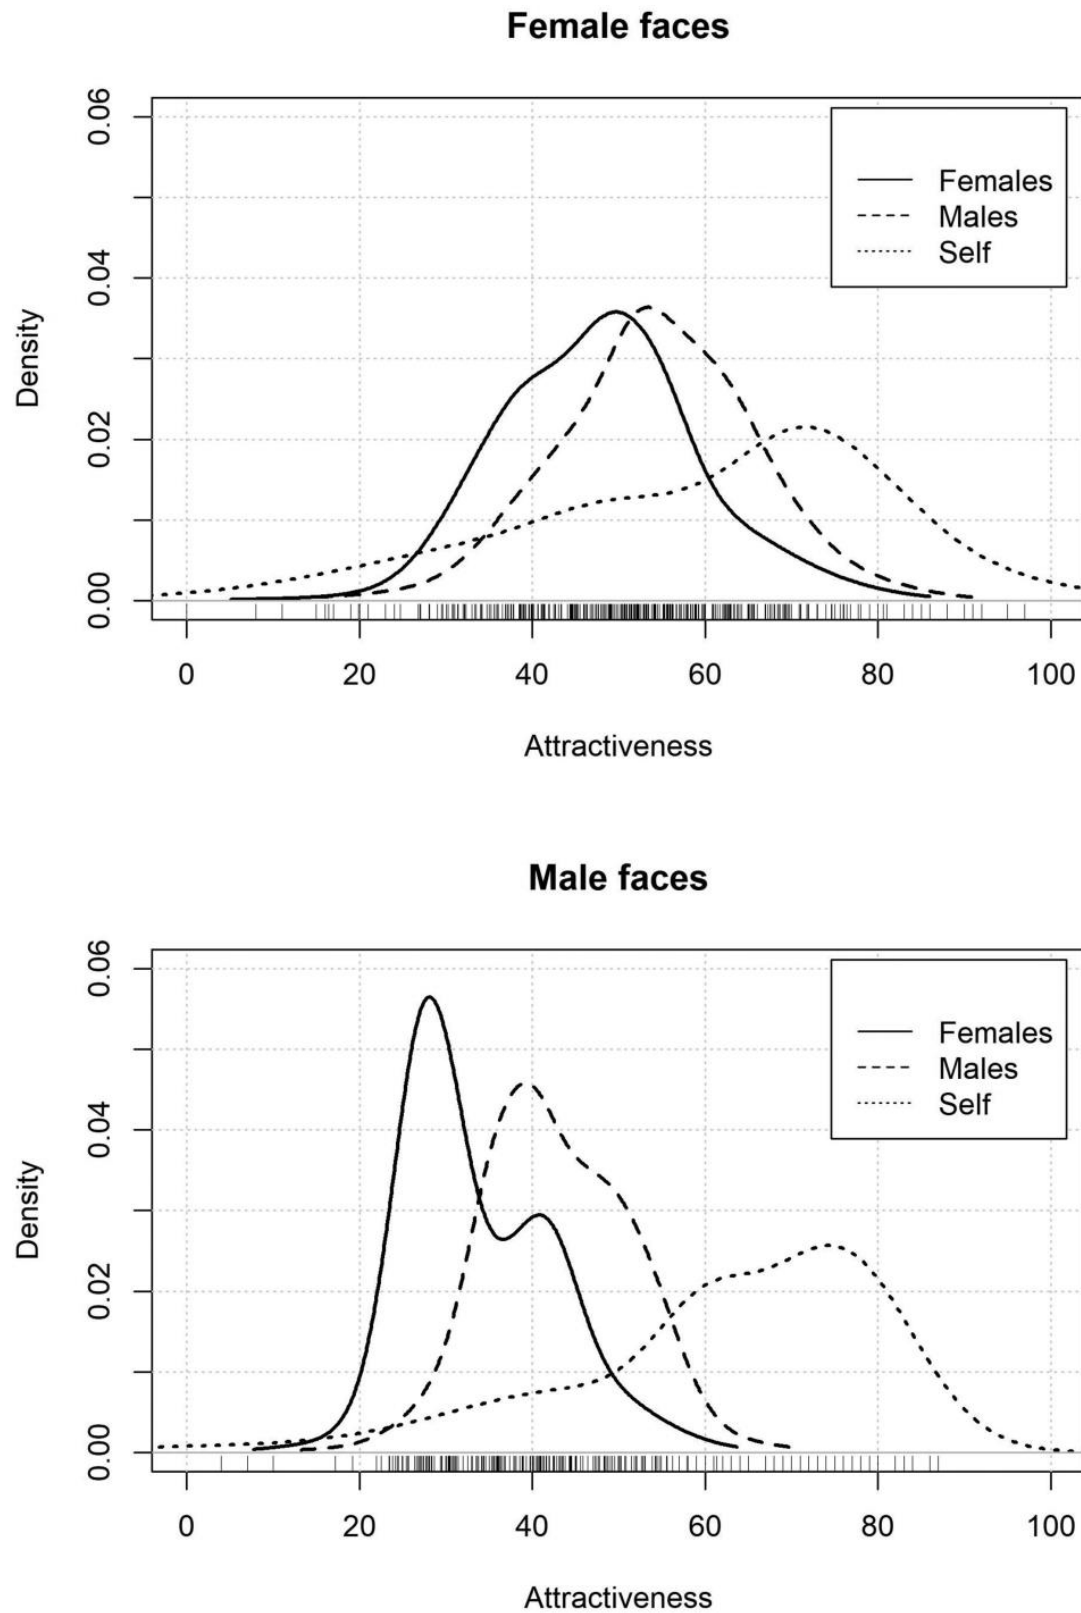 Female faces
0.06
0.04
0.02
0.00
Density
Females
Males
Self
0 20 40 60 80 100
Attractiveness
Male faces
0.06
0.04
0.02
0.00
Density
Females
Males
Self
0 20 40 60 80 100
Attractiveness